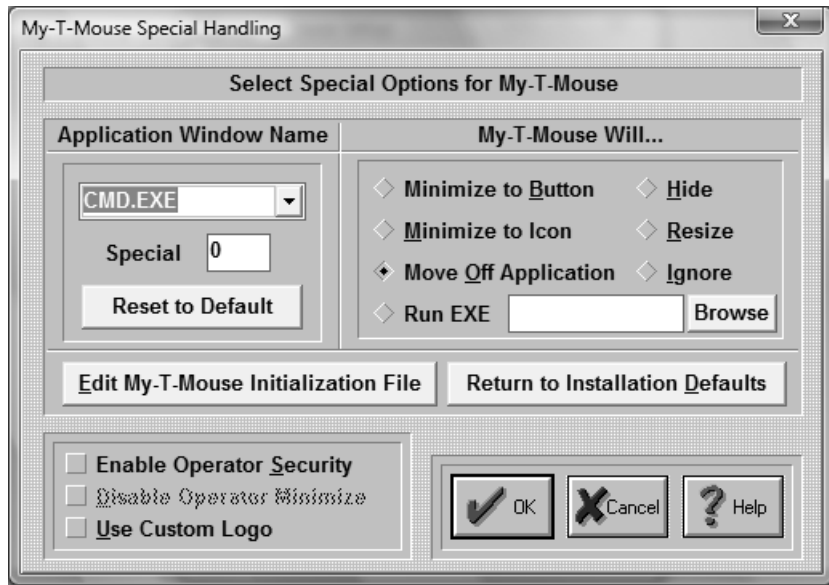 My-T-Mouse Special Handling
X
Select Special Options for My-T-Mouse
Application Window Name
My-T-Mouse Will...
CMD.EXE
Special 0
Reset to Default
Minimize to Button
Hide
Minimize to Icon
Resize
Move Off Application
Ignore
Run EXE
Browse
Edit My-T-Mouse Initialization File
Return to Installation Defaults
Enable Operator Security
Disable Operator Minimize
Use Custom Logo
OK
Cancel
? Help